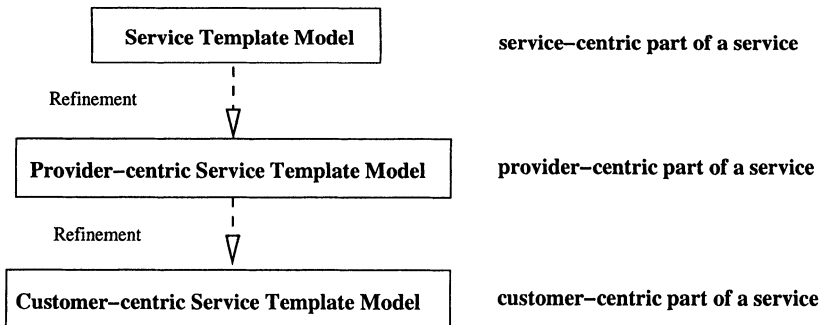 Service Template Model
service–centric part of a service
Refinement
Provider–centric Service Template Model
provider–centric part of a service
Refinement
Customer–centric Service Template Model
customer–centric part of a service